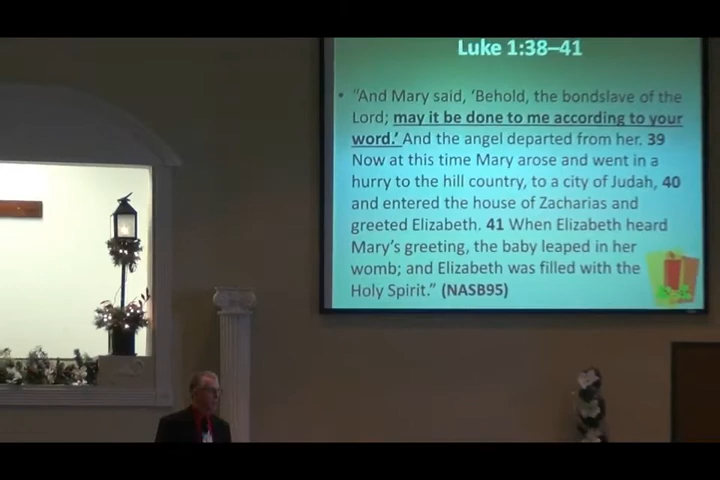 Luke 1:38–41
• “And Mary said, ‘Behold, the bondslave of the
Lord; may it be done to me according to your
word.’ And the angel departed from her. 39
Now at this time Mary arose and went in a
hurry to the hill country, to a city of Judah, 40
and entered the house of Zacharias and
greeted Elizabeth. 41 When Elizabeth heard
Mary’s greeting, the baby leaped in her
womb; and Elizabeth was filled with the
Holy Spirit.” (NASB95)